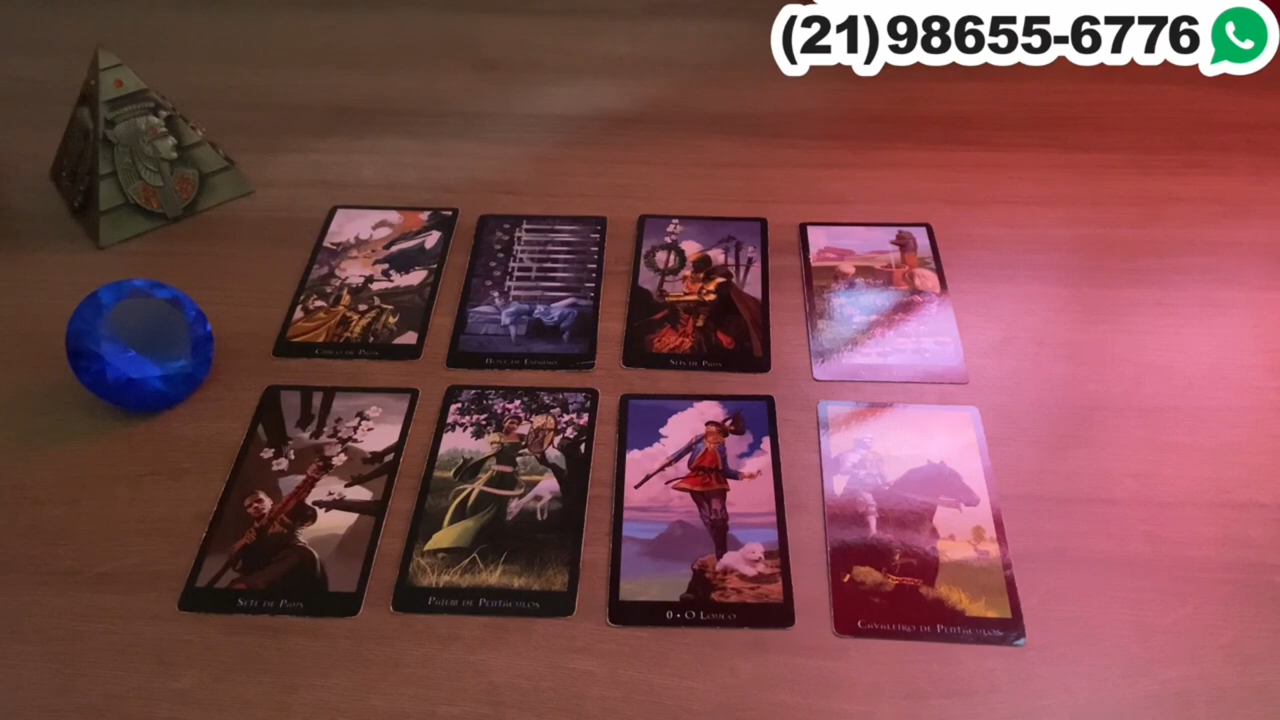 (21)98655-6776
CINCO DE PAUS
NOVE DE ESPADAS
SEIS DE PAUS
SETE DE PAUS
PAJEM DE PENTÁCULOS
0 • O LOUCO
CAVALEIRO DE PENTÁCULOS